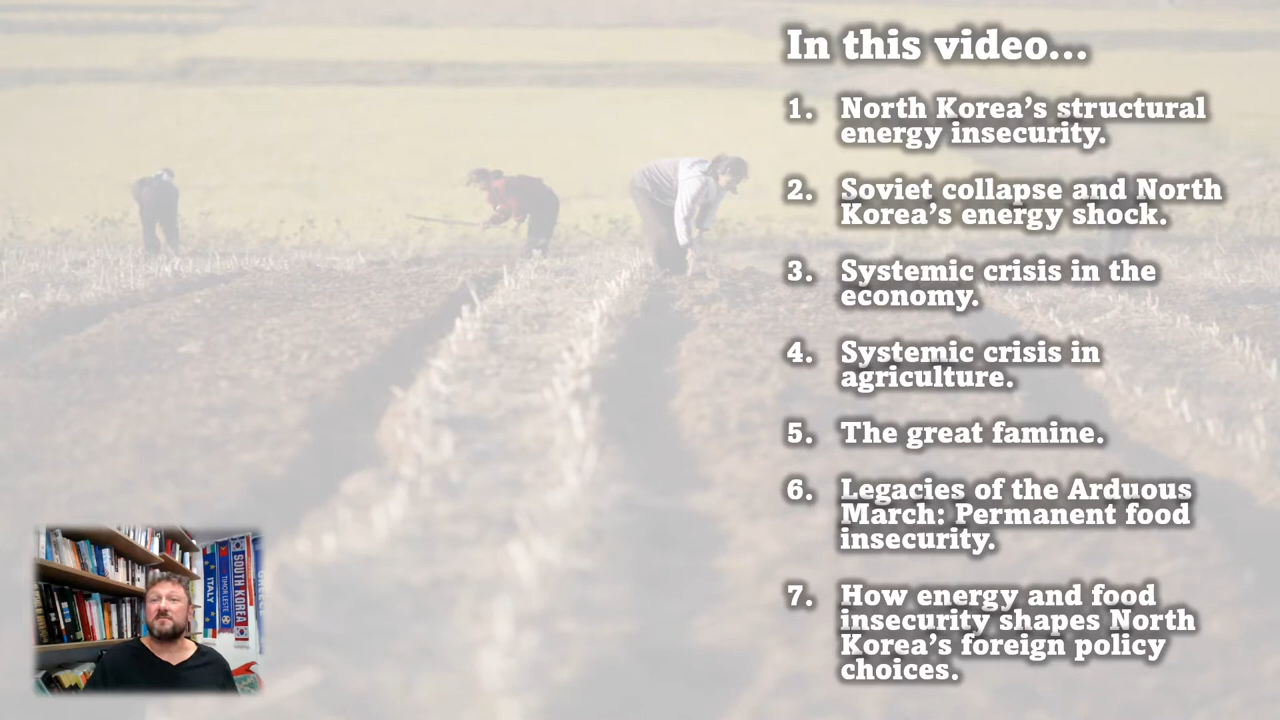 In this video...
1. North Korea's structural
energy insecurity.
2. Soviet collapse and North
Korea's energy shock.
3. Systemic crisis in the
economy.
4. Systemic crisis in
agriculture.
5. The great famine.
6. Legacies of the Arduous
March: Permanent food
insecurity.
7. How energy and food
insecurity shapes North
Korea's foreign policy
choices.
ITALY
TIMOR-LESTE
SOUTH KOREA